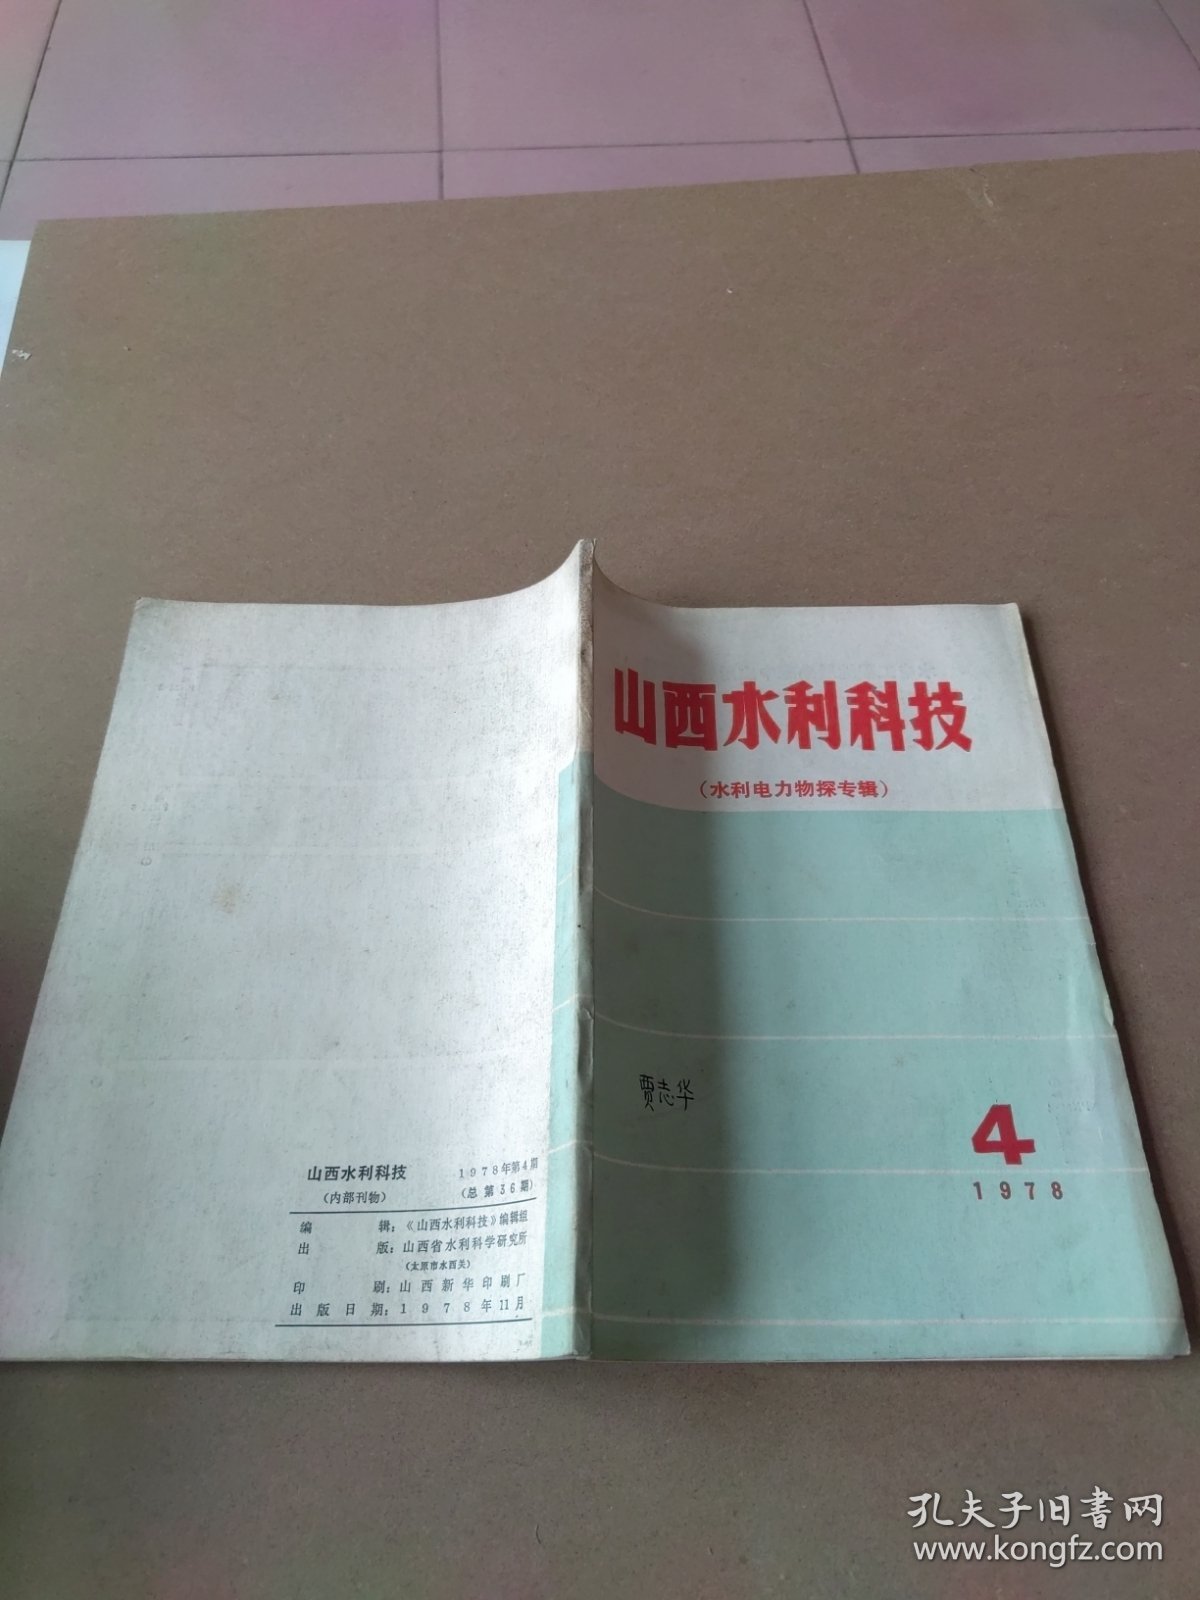 山西水利科技
（水利电力物探专辑）
贾志华
4
1978
山西水利科技 1978年第4期
（内部刊物） （总第36期）
编 辑：《山西水利科技》编辑组
出 版：山西省水利科学研究所
（太原市水西关）
印 刷：山西新华印刷厂
出版日期：1978年11月
孔夫子旧书网
www.kongfz.com